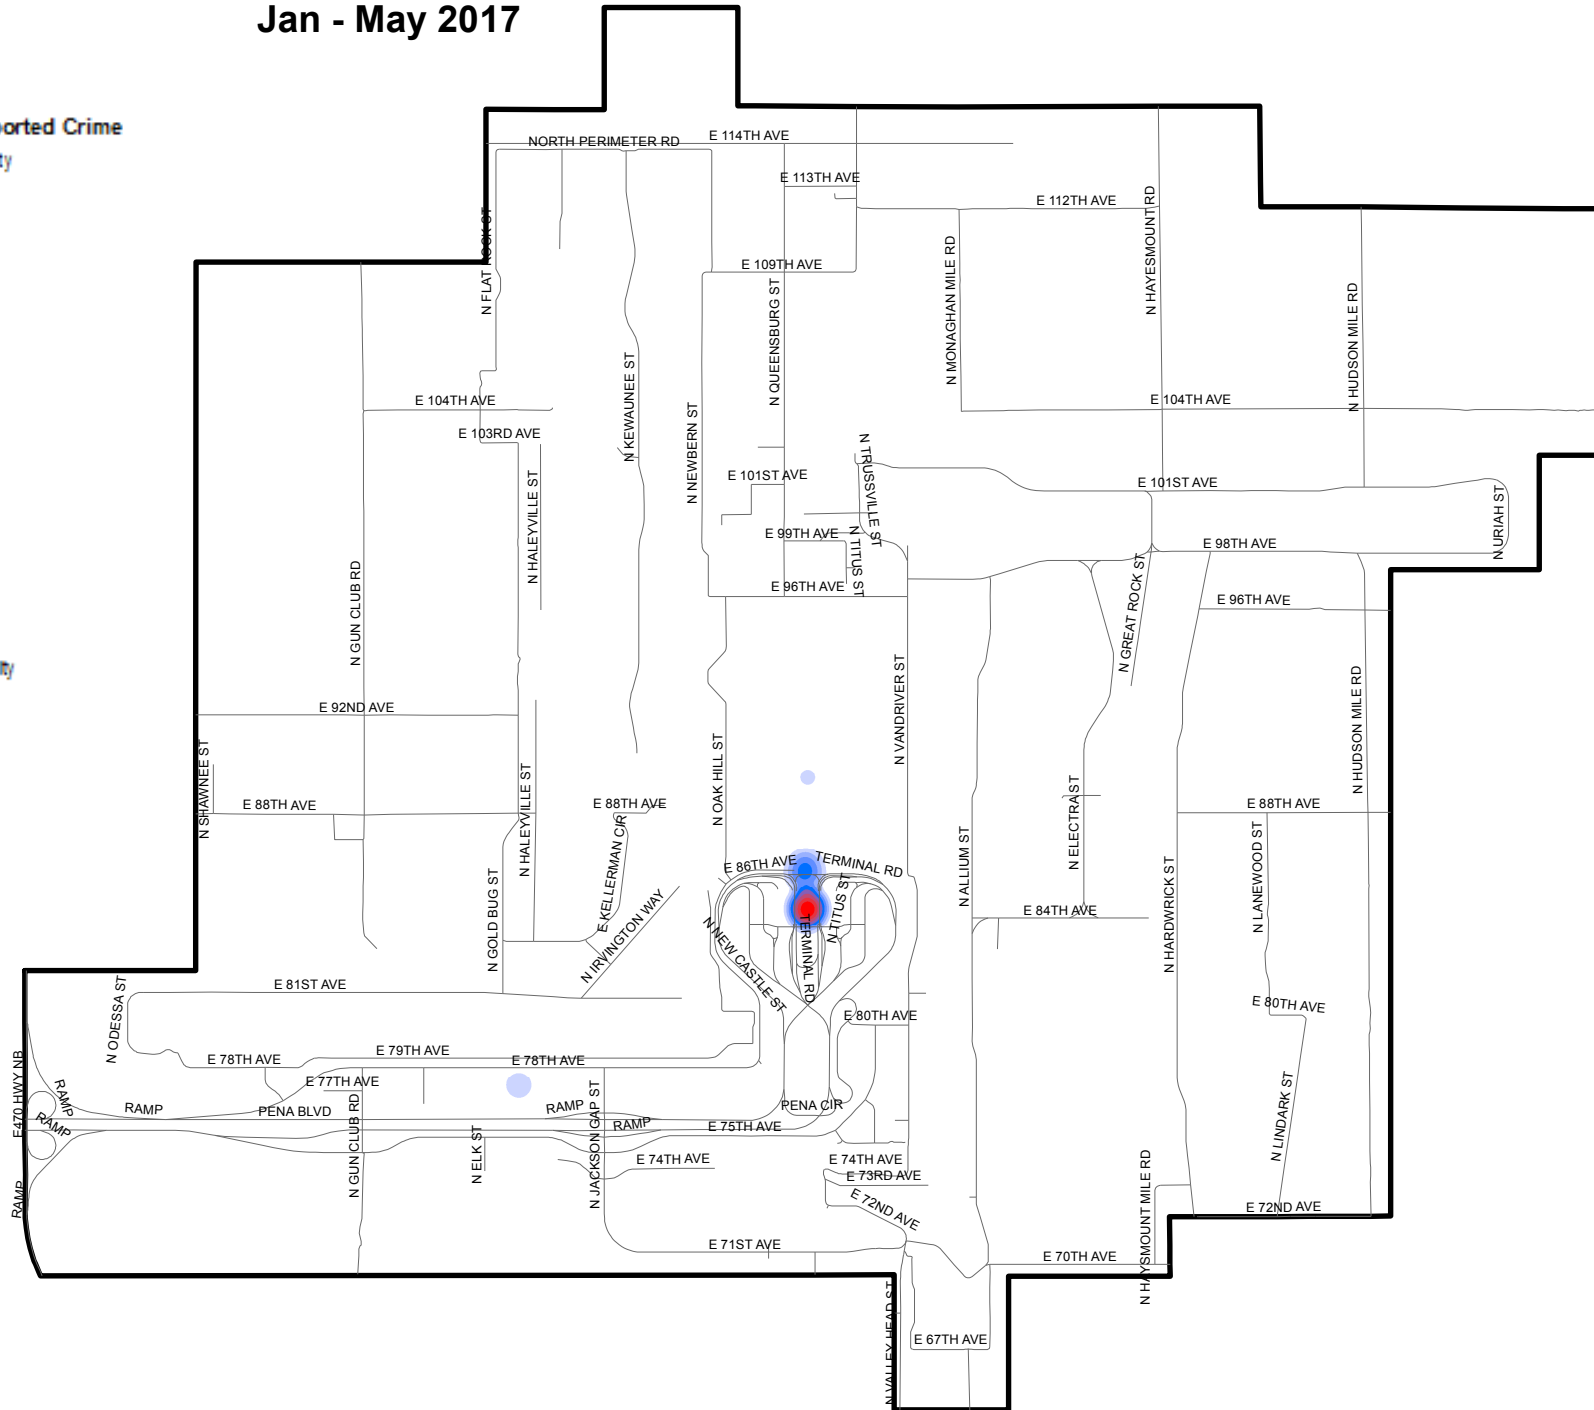 Jan - May 2017
orted Crime
ty
lty
NORTH PERIMETER RD
E 114TH AVE
E 113TH AVE
E 112TH AVE
N FLAT ROCK ST
N HAYESMOUNT RD
N MONAGHAN MILE RD
E 109TH AVE
N QUEENSBURG ST
N HUDSON MILE RD
N KEWAUNEE ST
E 104TH AVE
E 104TH AVE
E 103RD AVE
N NEWBERN ST
N TRUSSVILLE ST
N HALEYVILLE ST
E 101ST AVE
E 101ST AVE
N URIAH ST
E 99TH AVE
N TITUS ST
E 98TH AVE
N GREAT ROCK ST
N GUN CLUB RD
E 96TH AVE
E 96TH AVE
N VANDRIVER ST
N HUDSON MILE RD
E 92ND AVE
N SHAWNEE ST
N HALEYVILLE ST
N OAK HILL ST
N ELECTRA ST
E 88TH AVE
E 88TH AVE
E 88TH AVE
E KELLERMAN CIR
N ALLIUM ST
N LANEWOOD ST
E 86TH AVE
TERMINAL RD
N GOLD BUG ST
N TITUS ST
N HARDWRICK ST
E 84TH AVE
N IRVINGTON WAY
N NEW CASTLE ST
TERMINAL RD
E 81ST AVE
N ODESSA ST
E 80TH AVE
E 80TH AVE
E 79TH AVE
E 78TH AVE
E 78TH AVE
E 77TH AVE
E470 HWY NB
RAMP
RAMP
RAMP
PENA BLVD
RAMP
RAMP
PENA CIR
E 75TH AVE
N GUN CLUB RD
N ELK ST
N JACKSON GAP ST
N LINDARK ST
E 74TH AVE
E 74TH AVE
E 73RD AVE
E 72ND AVE
N HAYSMOUNT MILE RD
RAMP
E 72ND AVE
E 71ST AVE
E 70TH AVE
N VALLEY HEAD ST
E 67TH AVE